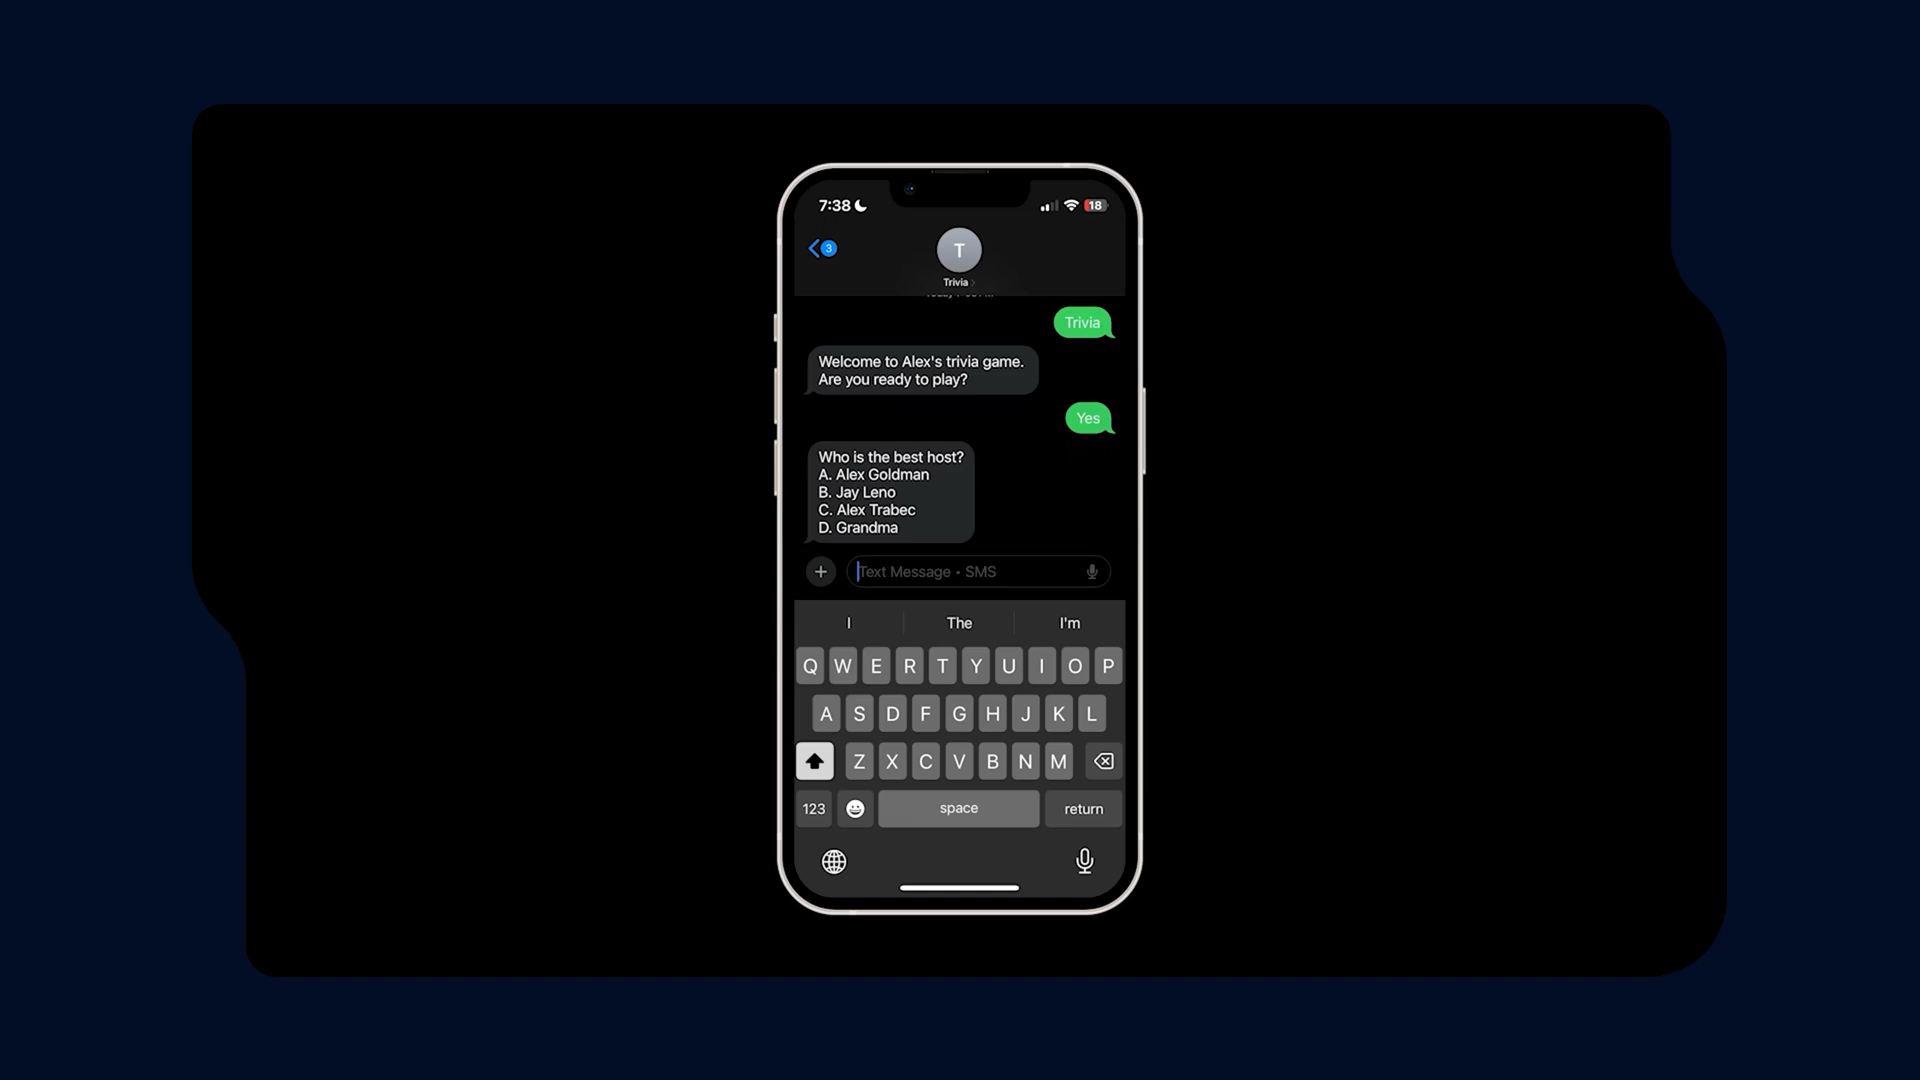 7:38
18
3
T
Trivia
Trivia
Welcome to Alex's trivia game.
Are you ready to play?
Yes
Who is the best host?
A. Alex Goldman
B. Jay Leno
C. Alex Trabec
D. Grandma
Text Message • SMS
I The I'm
Q W E R T Y U I O P
A S D F G H J K L
Z X C V B N M
123 space return